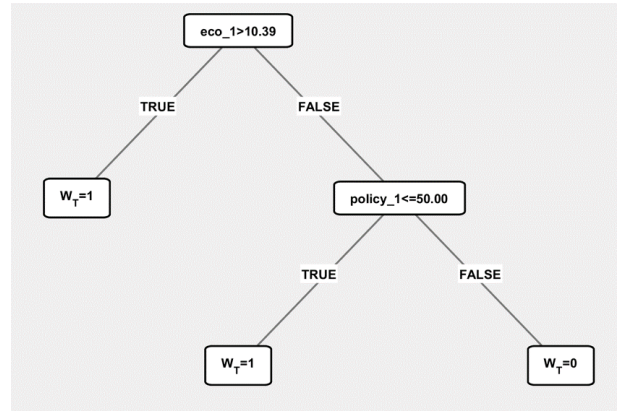 eco_1>10.39
TRUE
FALSE
W_T=1
policy_1<=50.00
TRUE
FALSE
W_T=1
W_T=0